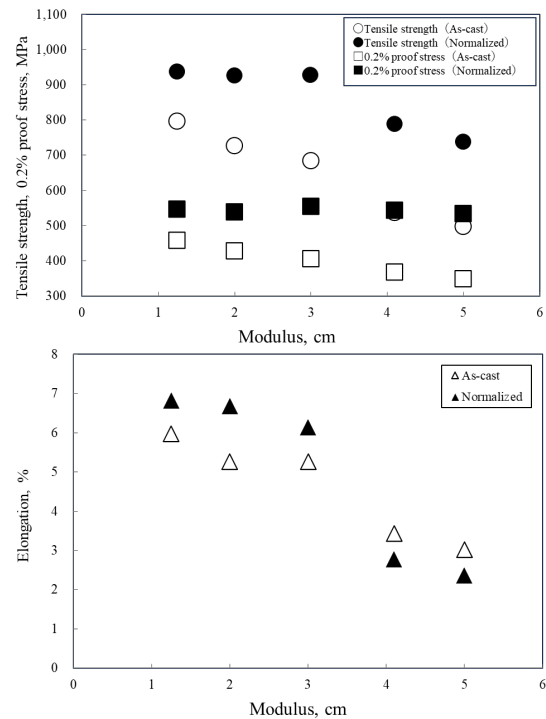 1,100
1,000
900
800
700
600
500
400
300
Tensile strength, 0.2% proof stress, MPa
Tensile strength (As-cast)
Tensile strength (Normalized)
0.2% proof stress (As-cast)
0.2% proof stress (Normalized)
0 1 2 3 4 5 6
Modulus, cm
8
7
6
5
4
3
2
1
0
Elongation, %
As-cast
Normalized
0 1 2 3 4 5 6
Modulus, cm